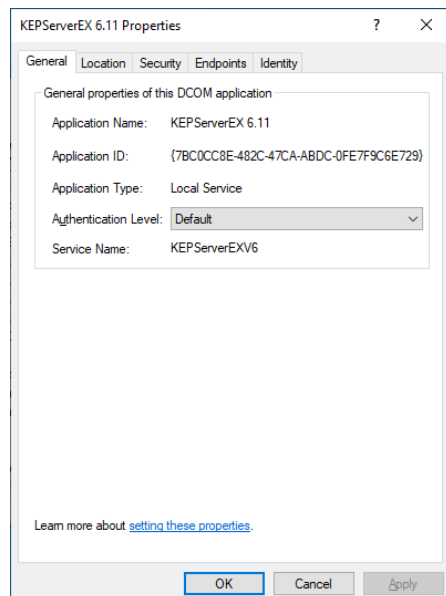 KEPServerEX 6.11 Properties
General Location Security Endpoints Identity
General properties of this DCOM application
Application Name: KEPServerEX 6.11
Application ID: {7BC0CC8E-482C-47CA-ABDC-0FE7F9C6E729}
Application Type: Local Service
Authentication Level: Default
Service Name: KEPServerEXV6
Learn more about setting these properties.
OK Cancel Apply